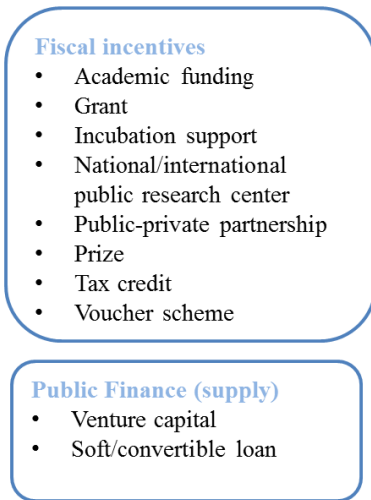 Fiscal incentives
• Academic funding
• Grant
• Incubation support
• National/international
public research center
• Public-private partnership
• Prize
• Tax credit
• Voucher scheme
Public Finance (supply)
• Venture capital
• Soft/convertible loan